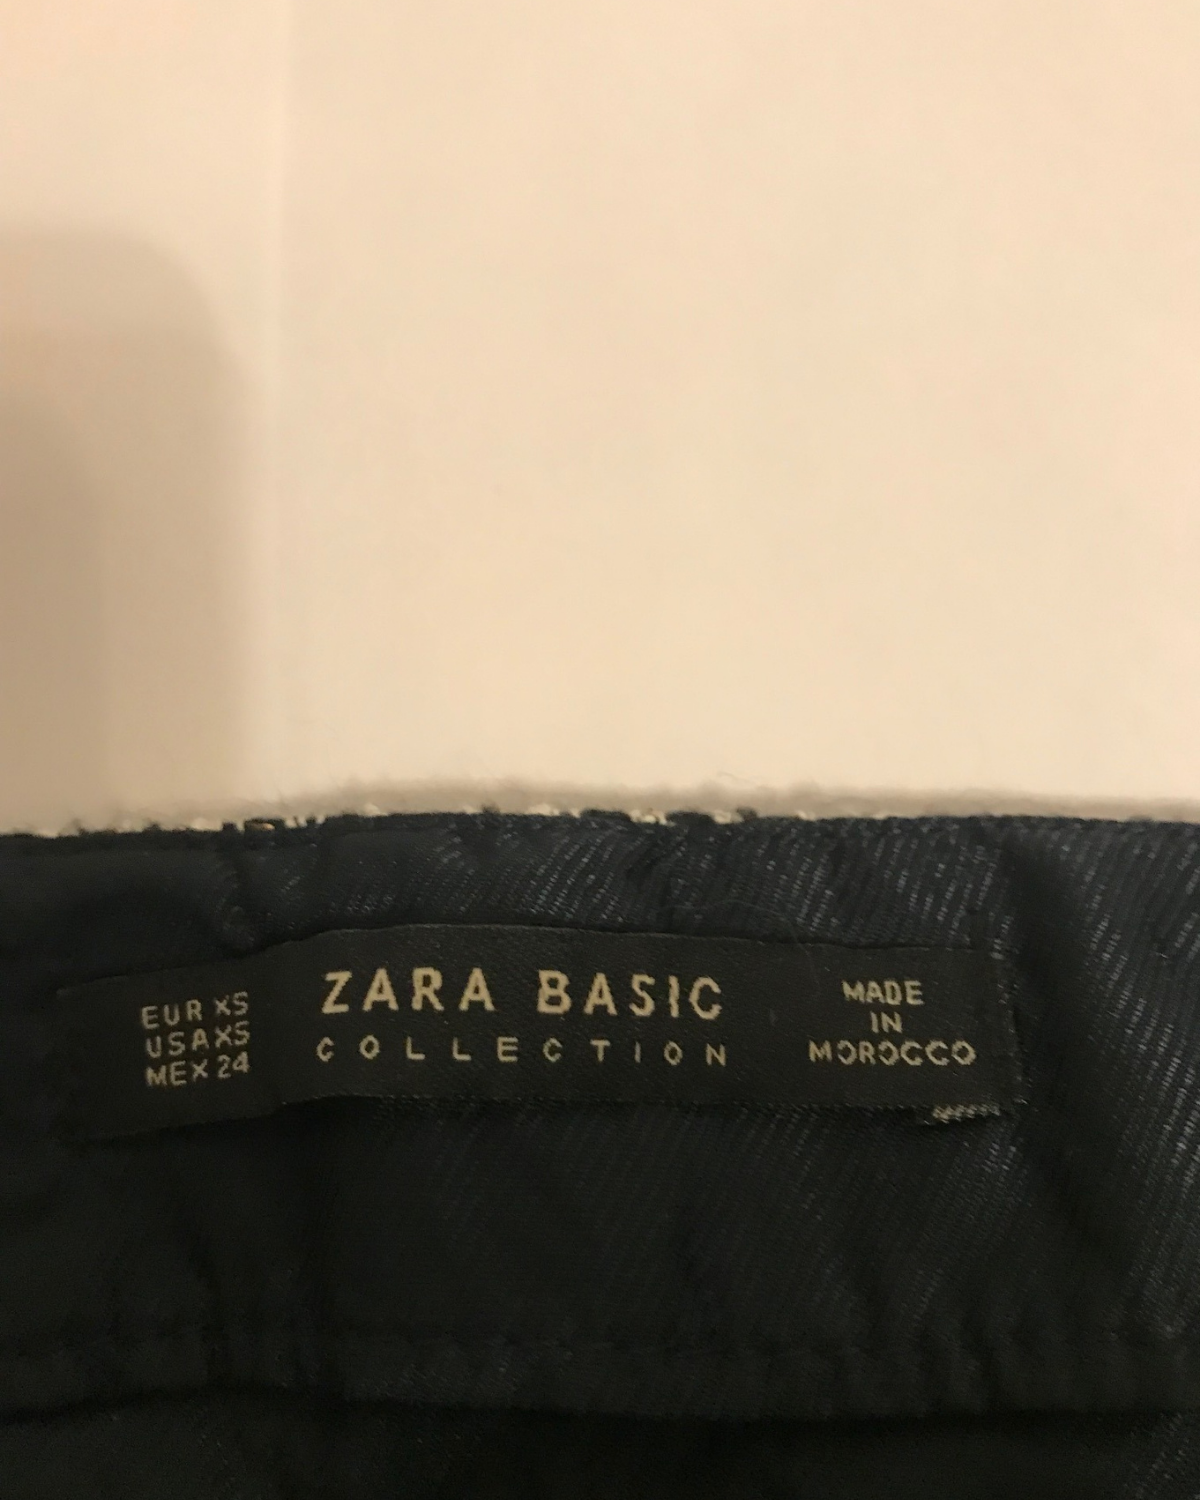 EUR XS
USA XS
MEX 24
ZARA BASIC
COLLECTION
MADE
IN
MOROCCO